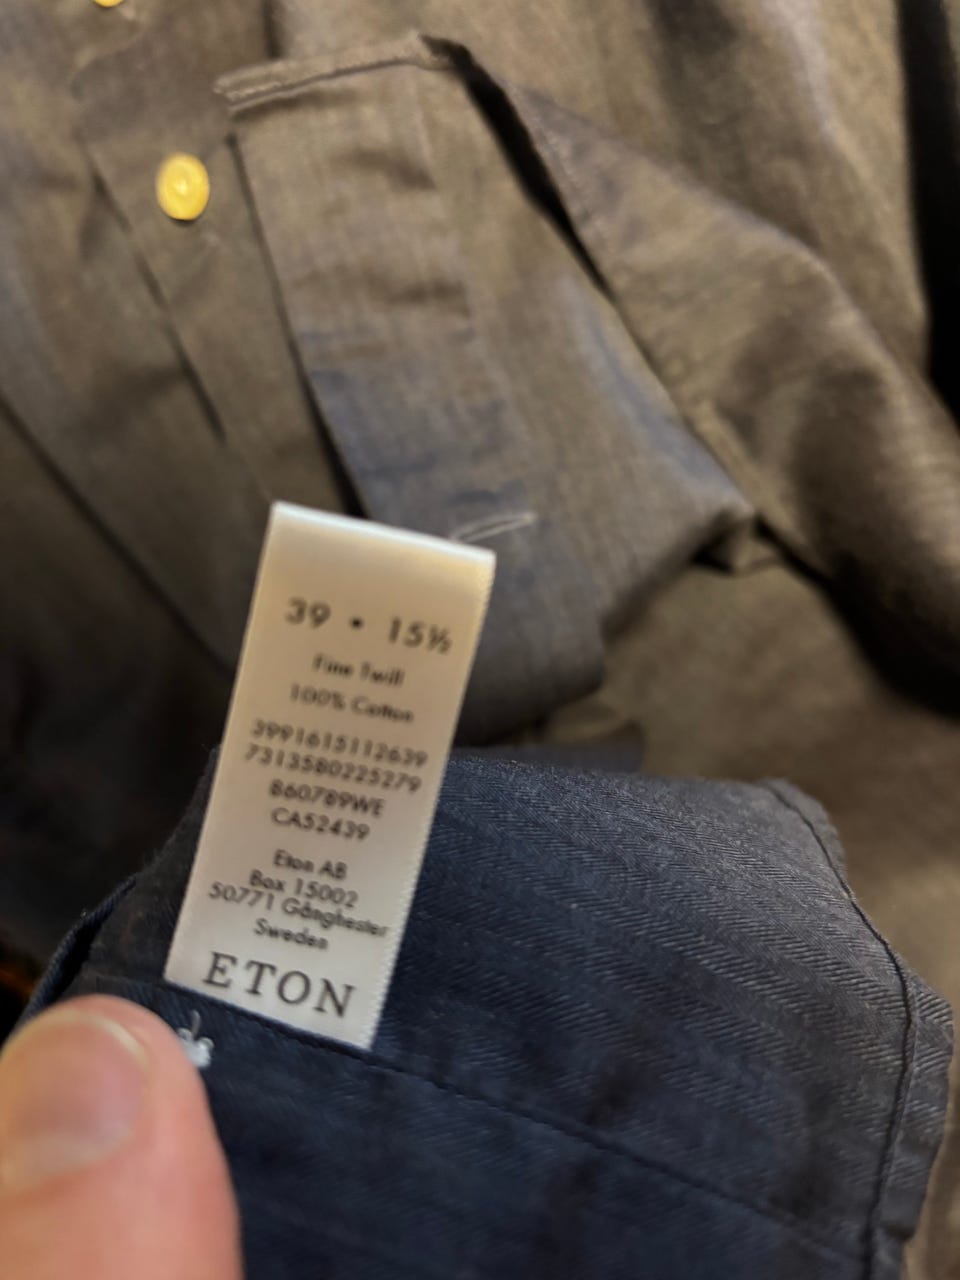 39 • 15½
Fine Twill
100% Cotton
3991615112639
7313580225279
860789WE
CA52439
Eton AB
Box 15002
50771 Gånghester
Sweden
ETON